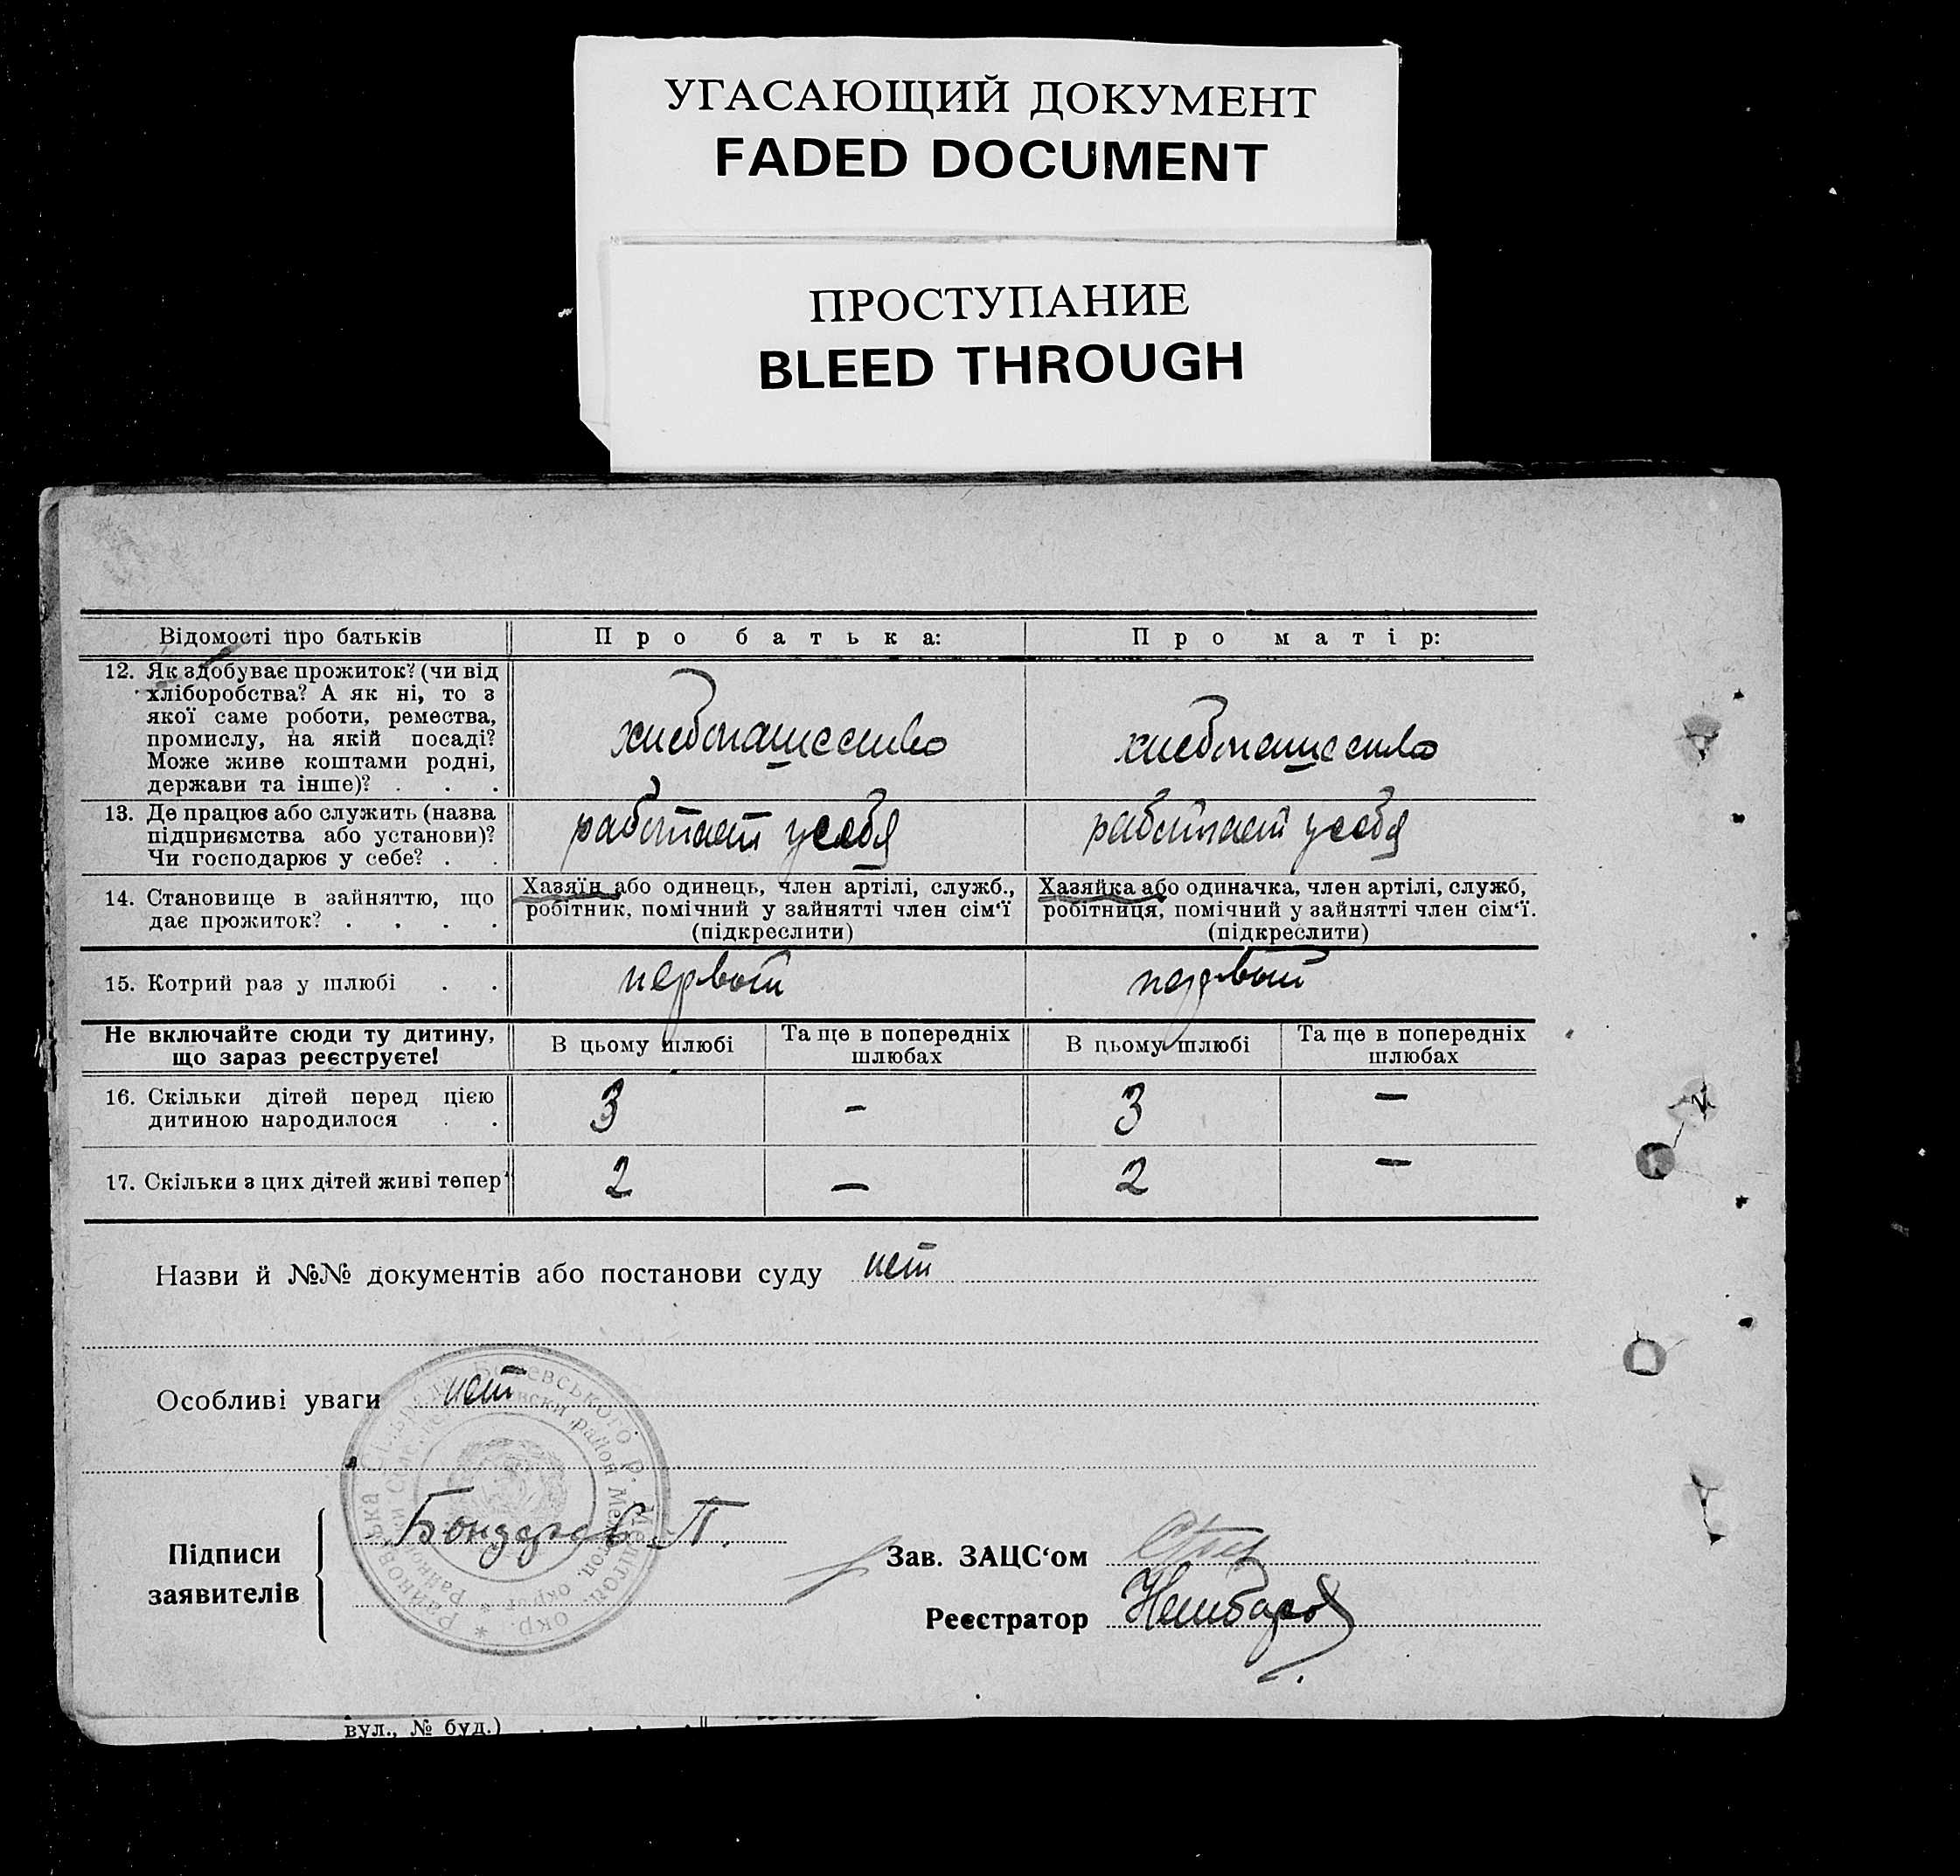 УГАСАЮЩИЙ ДОКУМЕНТ
FADED DOCUMENT
ПРОСТУПАНИЕ
BLEED THROUGH
Відомості про батьків
Про батька:
Про матір:
12. Як здобуває прожиток? (чи від
хліборобства? А як ні, то з
якої саме роботи, ремества,
промислу, на якій посаді?
Може живе коштами родні,
держави та інше)? . . .
хлебопашество
хлебопашество
13. Де працює або служить (назва
підприємства або установи)?
Чи господарює у себе? . .
работает у себя
работает у себя
14. Становище в зайняттю, що
дає прожиток? . . . .
Хазяїн або одинець, член артілі, служб.,
робітник, помічний у зайнятті член сім'ї
(підкреслити)
Хазяйка або одиначка, член артілі, служб,
робітниця, помічний у зайнятті член сім'ї.
(підкреслити)
15. Котрий раз у шлюбі . .
первый
первый
Не включайте сюди ту дитину,
що зараз реєструєте!
В цьому шлюбі
Та ще в попередніх
шлюбах
В цьому шлюбі
Та ще в попередніх
шлюбах
16. Скільки дітей перед цією
дитиною народилося . .
3
–
3
–
17. Скільки з цих дітей живі тепер
2
–
2
–
Назви й №№ документів або постанови суду нет
Особливі уваги нет
Підписи
заявителів
Бондарев П.
Зав. ЗАЦС'ом
Реєстратор
вул., № буд.) . . . .